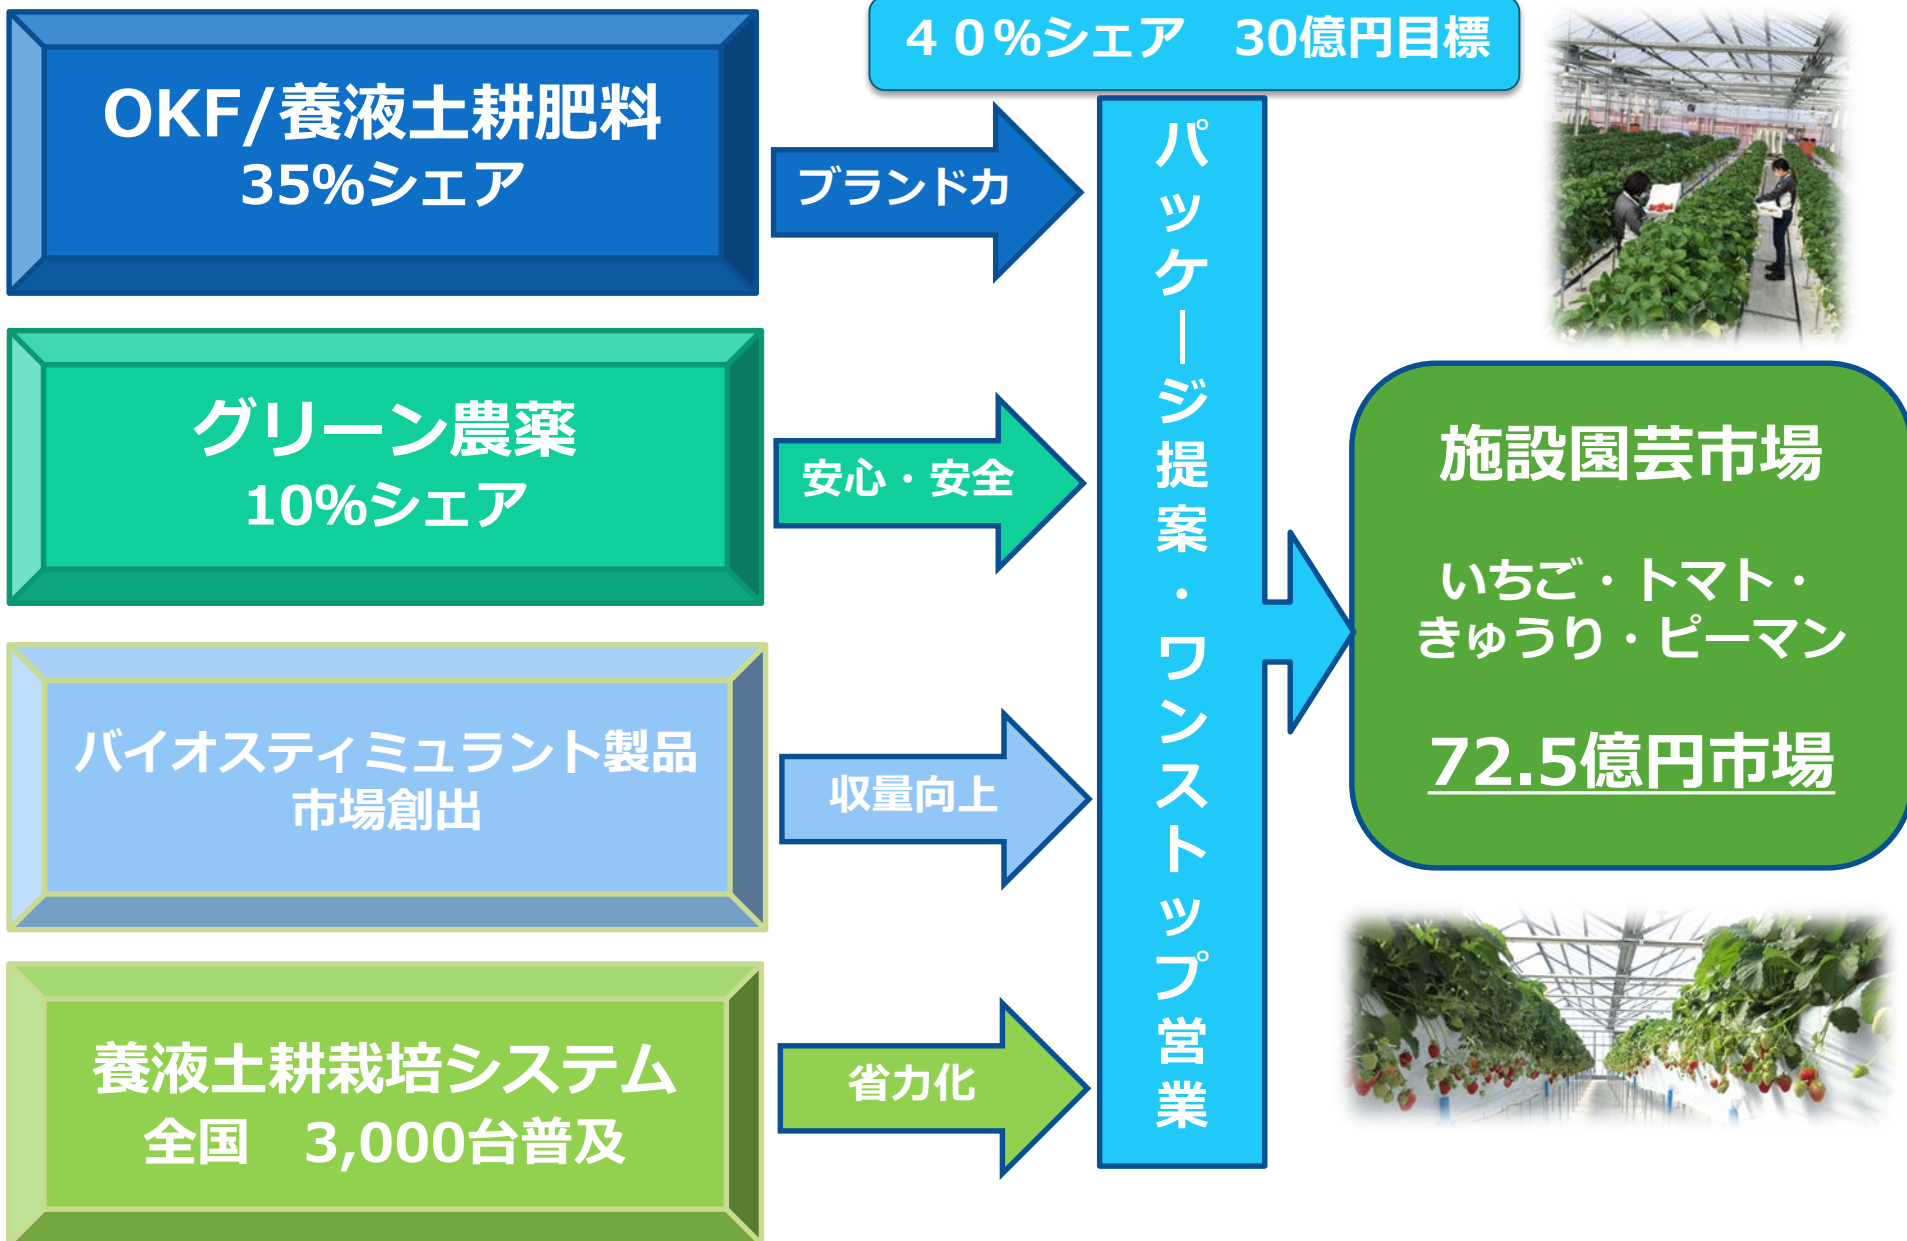 ４０%シェア　30億円目標
OKF/養液土耕肥料
35%シェア
ブランド力
グリーン農薬
10%シェア
安心・安全
バイオスティミュラント製品
市場創出
収量向上
養液土耕栽培システム
全国　3,000台普及
省力化
パッケージ提案・ワンストップ営業
施設園芸市場
いちご・トマト・
きゅうり・ピーマン
72.5億円市場